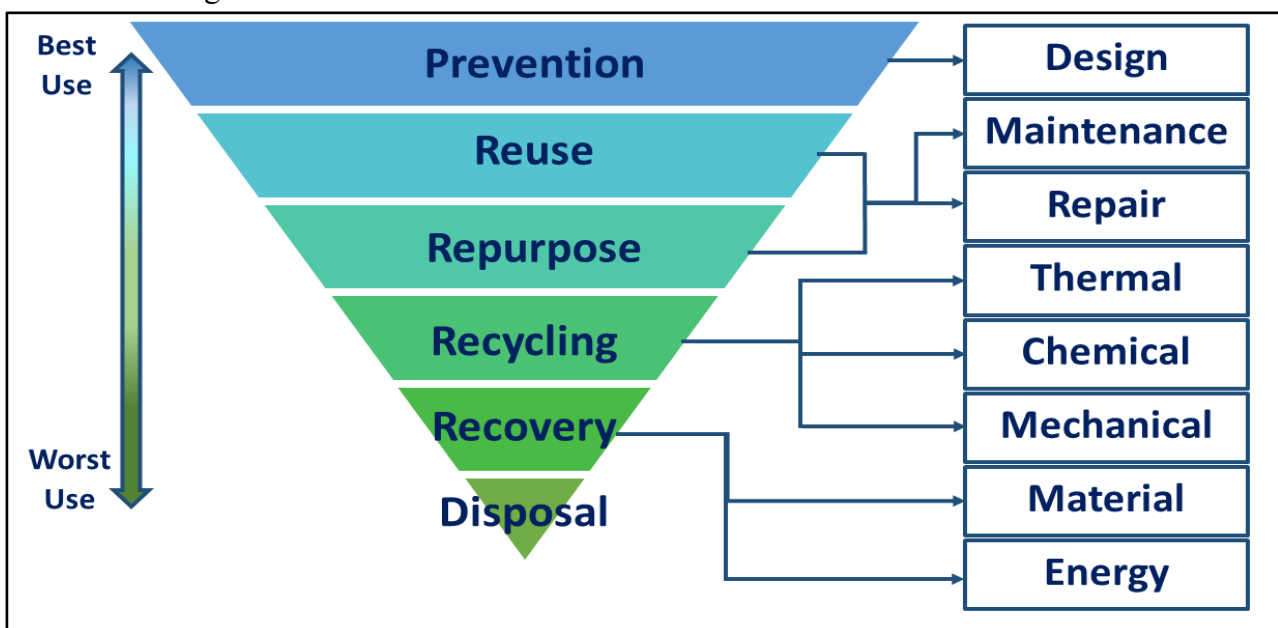 Best
Use
Prevention
Design
Reuse
Maintenance
Repurpose
Repair
Recycling
Thermal
Chemical
Recovery
Mechanical
Worst
Use
Disposal
Material
Energy